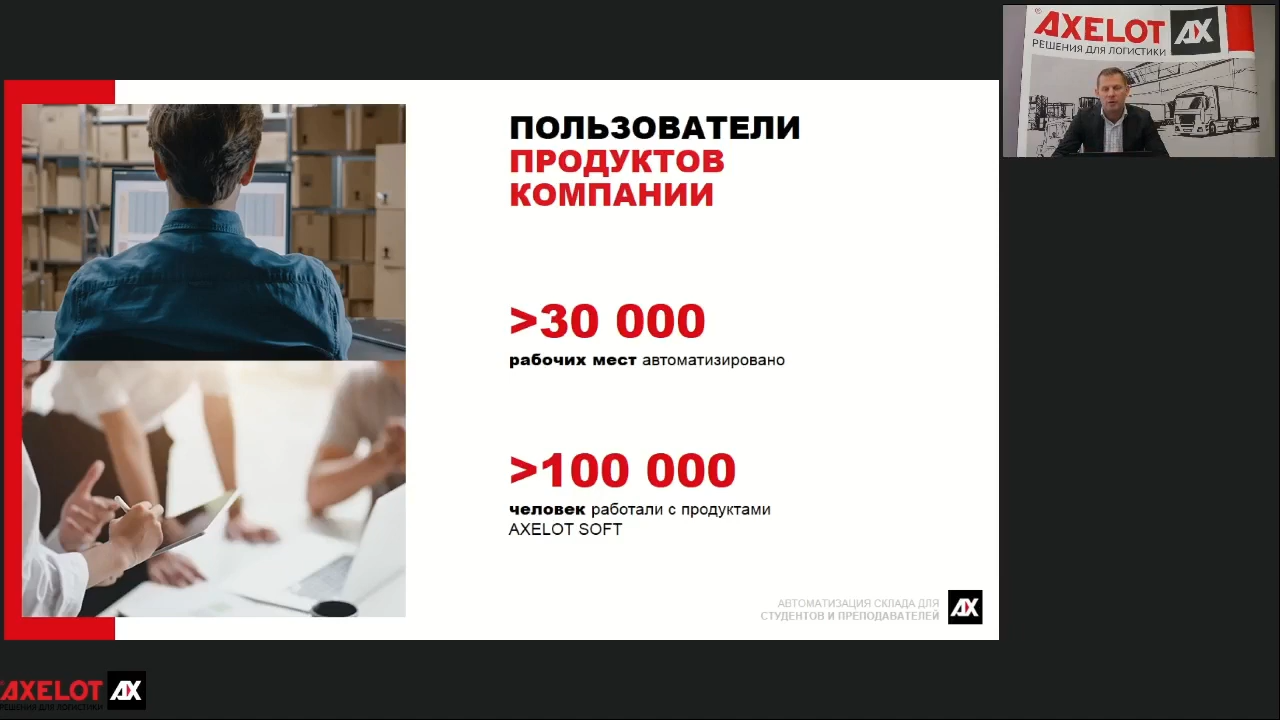 AXELOT AX
РЕШЕНИЯ ДЛЯ ЛОГИСТИКИ
ПОЛЬЗОВАТЕЛИ
ПРОДУКТОВ
КОМПАНИИ
>30 000
рабочих мест автоматизировано
>100 000
человек работали с продуктами
AXELOT SOFT
АВТОМАТИЗАЦИЯ СКЛАДА ДЛЯ
СТУДЕНТОВ И ПРЕПОДАВАТЕЛЕЙ
AX
AXELOT AX
РЕШЕНИЯ ДЛЯ ЛОГИСТИКИ